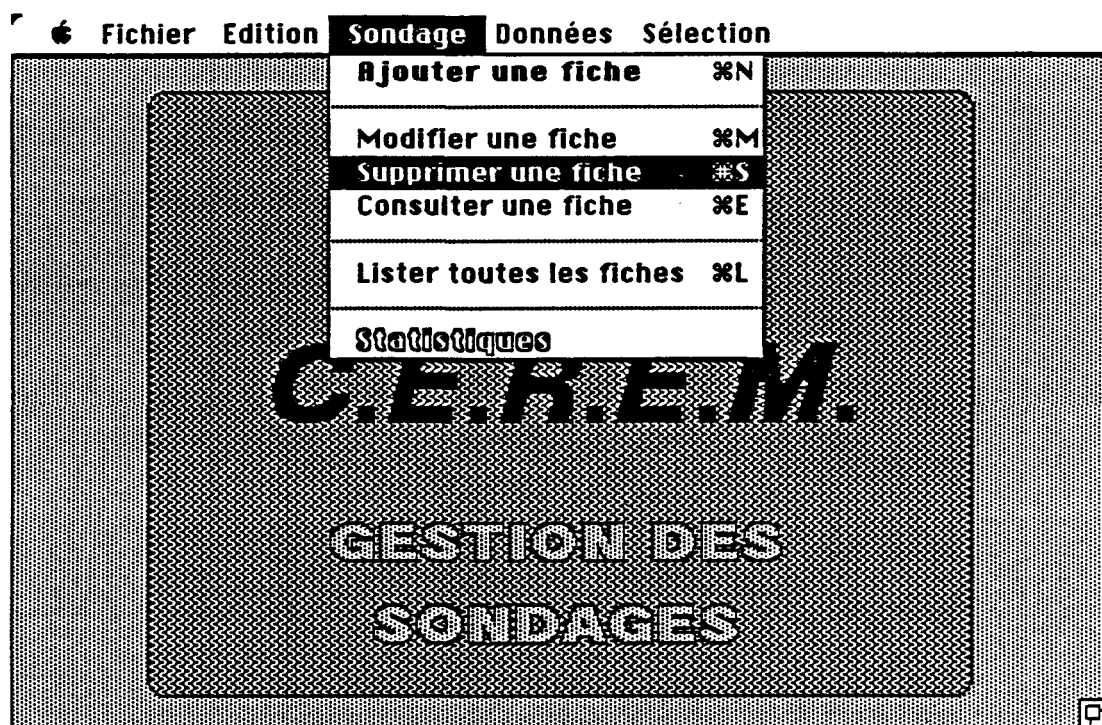 Fichier Edition Sondage Données Sélection
Ajouter une fiche ⌘N
Modifier une fiche ⌘M
Supprimer une fiche ⌘S
Consulter une fiche ⌘E
Lister toutes les fiches ⌘L
Statistiques
C.E.R.E.M.
GESTION DES
SONDAGES